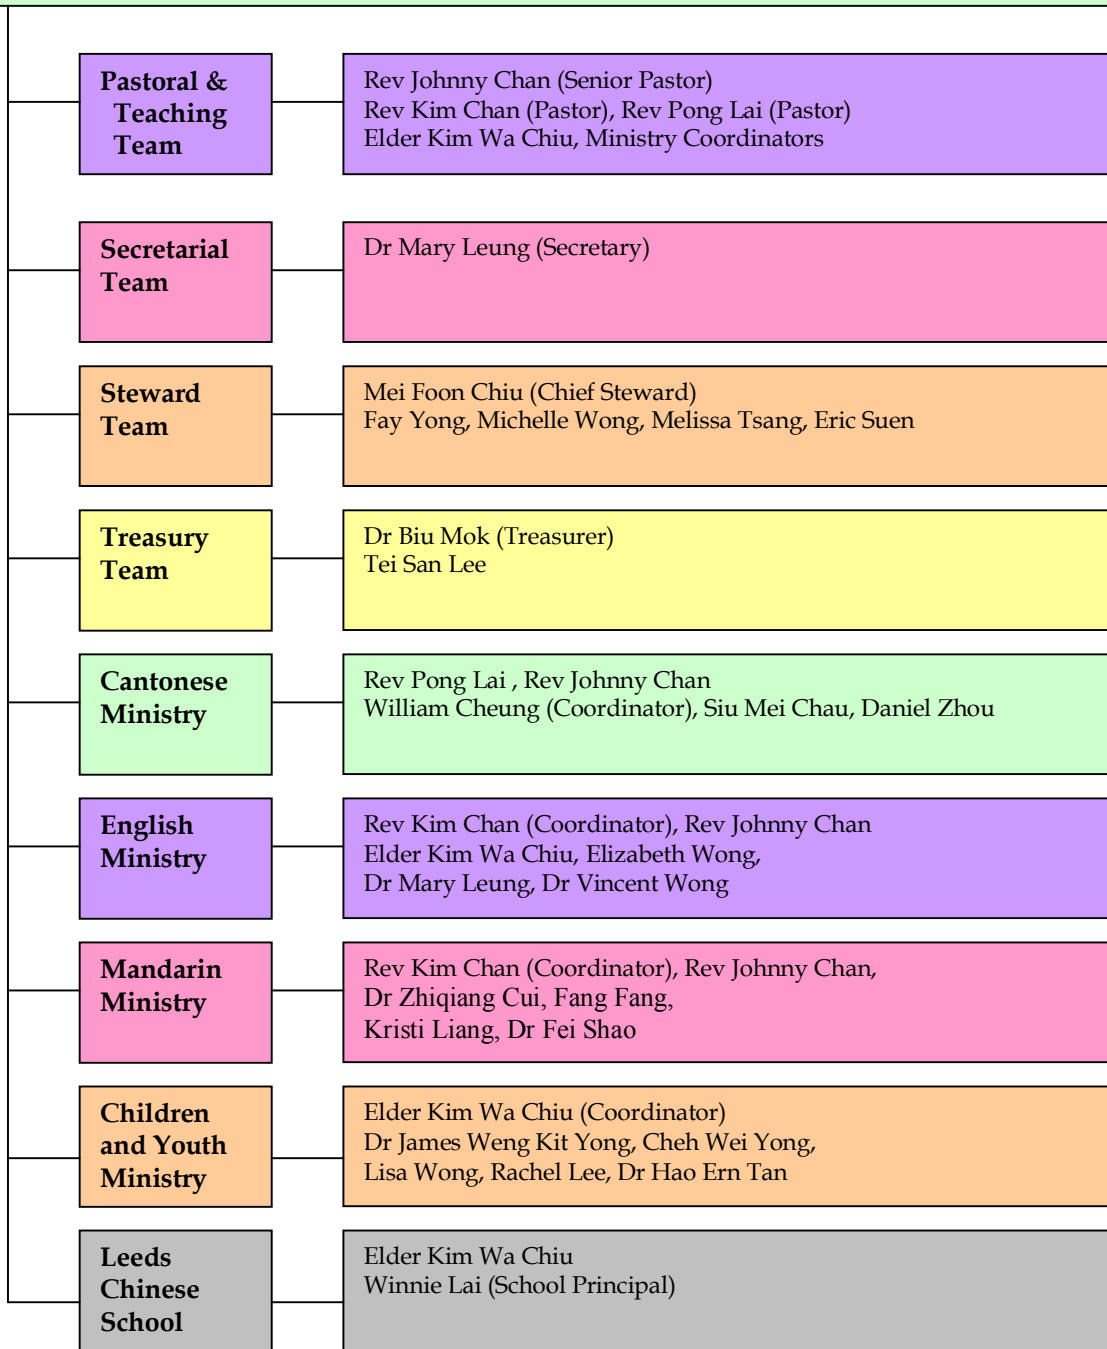 Pastoral &
Teaching
Team
Rev Johnny Chan (Senior Pastor)
Rev Kim Chan (Pastor), Rev Pong Lai (Pastor)
Elder Kim Wa Chiu, Ministry Coordinators
Secretarial
Team
Dr Mary Leung (Secretary)
Steward
Team
Mei Foon Chiu (Chief Steward)
Fay Yong, Michelle Wong, Melissa Tsang, Eric Suen
Treasury
Team
Dr Biu Mok (Treasurer)
Tei San Lee
Cantonese
Ministry
Rev Pong Lai , Rev Johnny Chan
William Cheung (Coordinator), Siu Mei Chau, Daniel Zhou
English
Ministry
Rev Kim Chan (Coordinator), Rev Johnny Chan
Elder Kim Wa Chiu, Elizabeth Wong,
Dr Mary Leung, Dr Vincent Wong
Mandarin
Ministry
Rev Kim Chan (Coordinator), Rev Johnny Chan,
Dr Zhiqiang Cui, Fang Fang,
Kristi Liang, Dr Fei Shao
Children
and Youth
Ministry
Elder Kim Wa Chiu (Coordinator)
Dr James Weng Kit Yong, Cheh Wei Yong,
Lisa Wong, Rachel Lee, Dr Hao Ern Tan
Leeds
Chinese
School
Elder Kim Wa Chiu
Winnie Lai (School Principal)